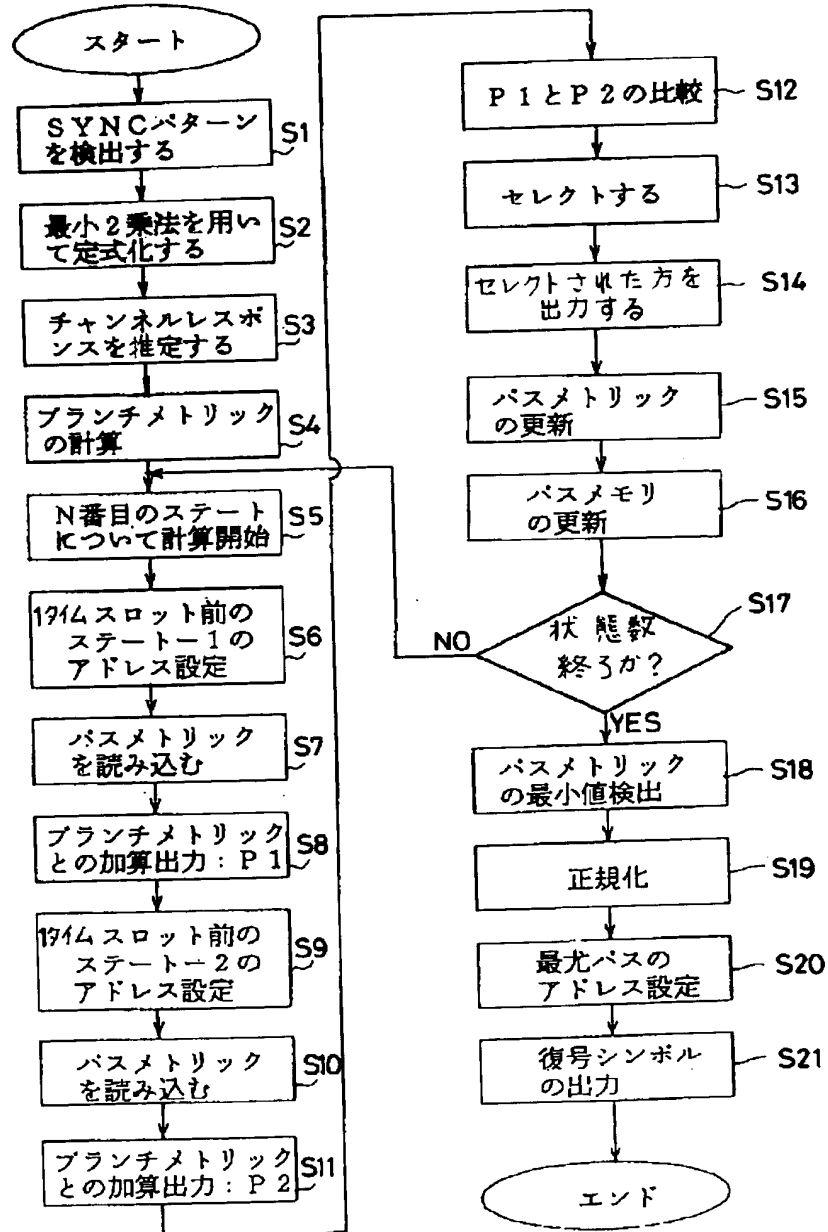 スタート
SYNCパターン
を検出する
S1
最小2乗法を用い
て定式化する
S2
チャンネルレスポ
ンスを推定する
S3
ブランチメトリック
の計算
S4
N番目のステート
について計算開始
S5
1タイムスロット前の
ステートー1の
アドレス設定
S6
パスメトリック
を読み込む
S7
ブランチメトリック
との加算出力:P1
S8
1タイムスロット前の
ステートー2の
アドレス設定
S9
パスメトリック
を読み込む
S10
ブランチメトリック
との加算出力:P2
S11
P1とP2の比較
S12
セレクトする
S13
セレクトされた方を
出力する
S14
パスメトリック
の更新
S15
パスメモリ
の更新
S16
状態数
終ろか?
S17
NO
YES
パスメトリック
の最小値検出
S18
正規化
S19
最尤パスの
アドレス設定
S20
復号シンボル
の出力
S21
エンド